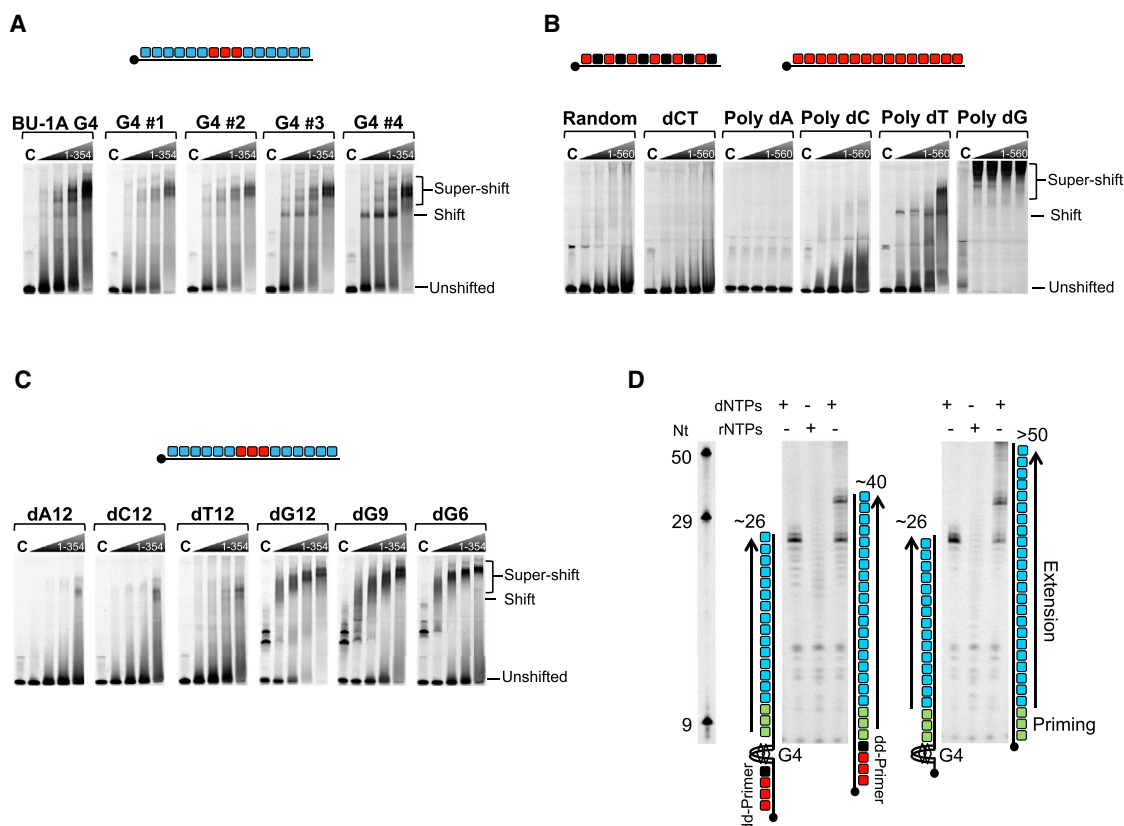 A
BU-1A G4 G4 #1 G4 #2 G4 #3 G4 #4
C 1-354 C 1-354 C 1-354 C 1-354 C 1-354
Super-shift
Shift
Unshifted
B
Random dCT Poly dA Poly dC Poly dT Poly dG
C 1-560 C 1-560 C 1-560 C 1-560 C 1-560 C 1-560
Super-shift
Shift
Unshifted
C
dA12 dC12 dT12 dG12 dG9 dG6
C 1-354 C 1-354 C 1-354 C 1-354 C 1-354 C 1-354
Super-shift
Shift
Unshifted
D
dNTPs + - + + - +
rNTPs - + - - + -
Nt
50
29
9
~26
G4
dd-Primer
~40
dd-Primer
~26
G4
>50
Extension
Priming